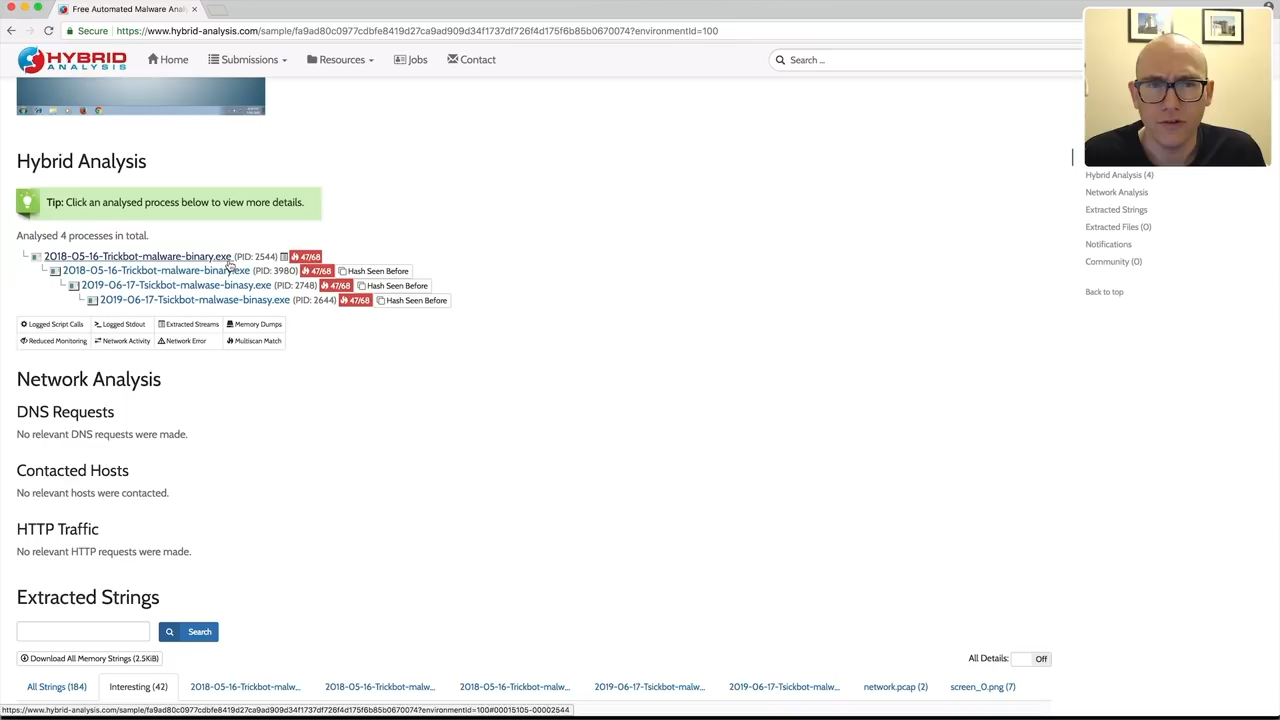 Free Automated Malware Anal
Secure https://www.hybrid-analysis.com/sample/fa9ad80c0977cdbfe8419d27ca9ad909d34f1737df726f4d175f6b85b0670074?environmentId=100
HYBRID ANALYSIS Home Submissions Resources Jobs Contact Search ...
Hybrid Analysis
Tip: Click an analysed process below to view more details.
Analysed 4 processes in total.
2018-05-16-Trickbot-malware-binary.exe (PID: 2544) 47/68
2018-05-16-Trickbot-malware-binary.exe (PID: 3980) 47/68 Hash Seen Before
2019-06-17-Tsickbot-malwase-binasy.exe (PID: 2748) 47/68 Hash Seen Before
2019-06-17-Tsickbot-malwase-binasy.exe (PID: 2644) 47/68 Hash Seen Before
Logged Script Calls Logged Stdout Extracted Streams Memory Dumps
Reduced Monitoring Network Activity Network Error Multiscan Match
Network Analysis
DNS Requests
No relevant DNS requests were made.
Contacted Hosts
No relevant hosts were contacted.
HTTP Traffic
No relevant HTTP requests were made.
Extracted Strings
Search
Download All Memory Strings (2.5KiB)
All Details: Off
All Strings (184) Interesting (42) 2018-05-16-Trickbot-malw... 2018-05-16-Trickbot-malw... 2018-05-16-Trickbot-malw... 2019-06-17-Tsickbot-malw... 2019-06-17-Tsickbot-malw... network.pcap (2) screen_0.png (7)
https://www.hybrid-analysis.com/sample/fa9ad80c0977cdbfe8419d27ca9ad909d34f1737df726f4d175f6b85b0670074?environmentId=100#00015105-00002544
Hybrid Analysis (4)
Network Analysis
Extracted Strings
Extracted Files (0)
Notifications
Community (0)
Back to top